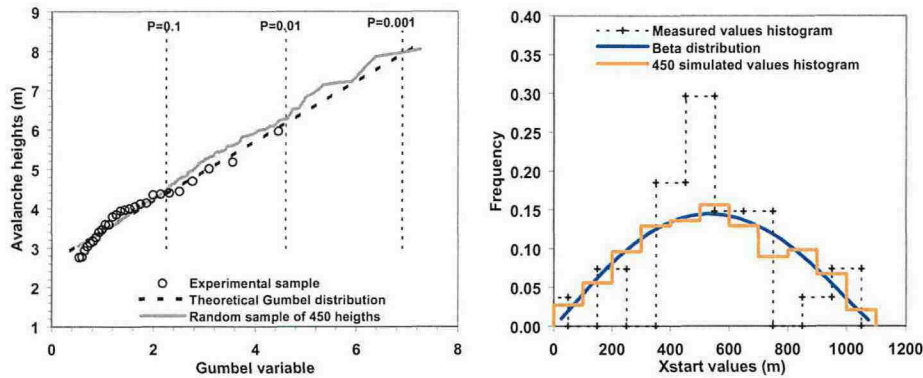 P=0.1 P=0.01 P=0.001
9
8
7
6
5
4
3
2
1
Avalanche heights (m)
Experimental sample
Theoretical Gumbel distribution
Random sample of 450 heigths
0 2 4 6 8
Gumbel variable
0.40
0.35
0.30
0.25
0.20
0.15
0.10
0.05
0.00
Frequency
Measured values histogram
Beta distribution
450 simulated values histogram
0 200 400 600 800 1000 1200
Xstart values (m)